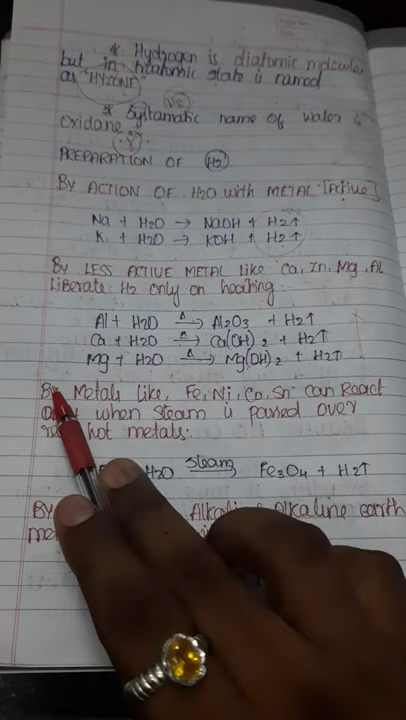 * Hydrogen is diatomic molecular
but in triatomic state is named
as "HYZONE"
* Systamatic name of water is
oxidane
PREPARATION OF H2
By ACTION OF H2O with METAL [Active]
Na + H2O → NaOH + H2↑
K + H2O → KOH + H2↑
By LESS ACTIVE METAL like Ca, Zn, Mg, Al
liberate H2 only on heating.
Al + H2O Δ→ Al2O3 + H2↑
Ca + H2O Δ→ Ca(OH)2 + H2↑
Mg + H2O Δ→ Mg(OH)2 + H2↑
By Metals like, Fe, Ni, Co, Sn can React
when steam is passed over
hot metals.
H2O steam→ Fe3O4 + H2↑
By Alkali Alkaline earth